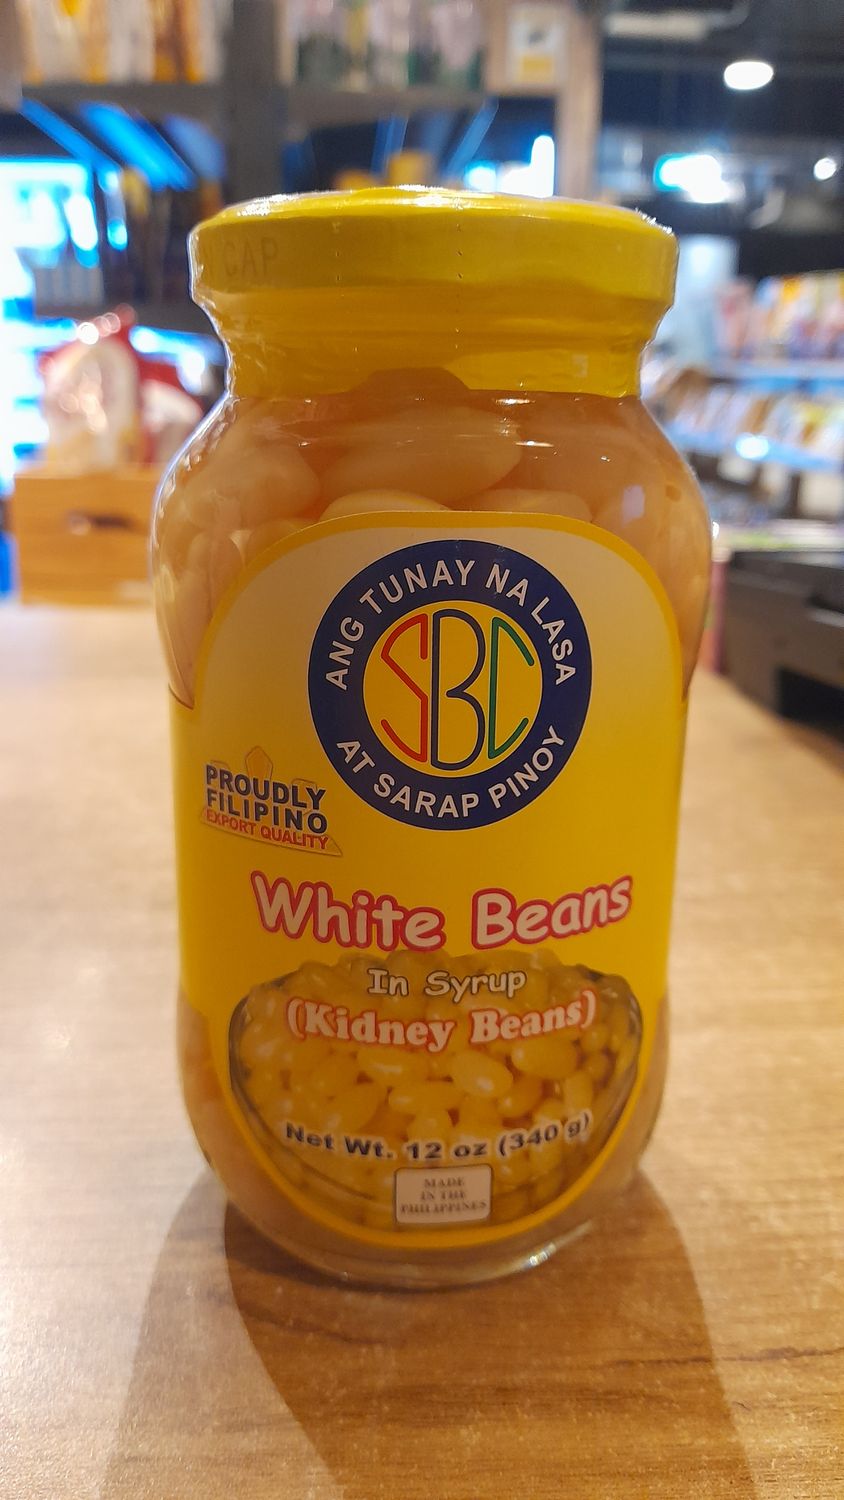 CAP
ANG TUNAY NA LASA
SBC
AT SARAP PINOY
PROUDLY
FILIPINO
EXPORT QUALITY
White Beans
In Syrup
(Kidney Beans)
Net Wt. 12 oz (340 g)
MADE
IN THE
PHILIPPINES